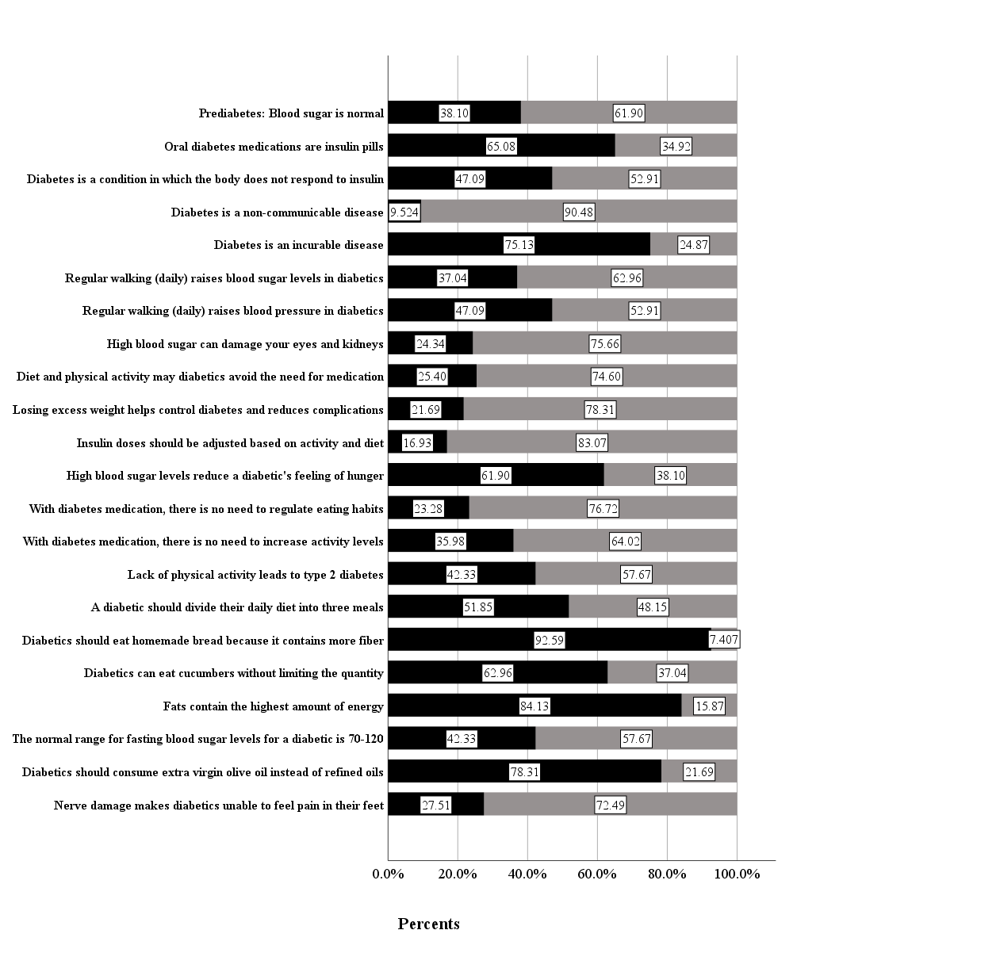 Prediabetes: Blood sugar is normal 38.10 61.90
Oral diabetes medications are insulin pills 65.08 34.92
Diabetes is a condition in which the body does not respond to insulin 47.09 52.91
Diabetes is a non-communicable disease 9.524 90.48
Diabetes is an incurable disease 75.13 24.87
Regular walking (daily) raises blood sugar levels in diabetics 37.04 62.96
Regular walking (daily) raises blood pressure in diabetics 47.09 52.91
High blood sugar can damage your eyes and kidneys 24.34 75.66
Diet and physical activity may diabetics avoid the need for medication 25.40 74.60
Losing excess weight helps control diabetes and reduces complications 21.69 78.31
Insulin doses should be adjusted based on activity and diet 16.93 83.07
High blood sugar levels reduce a diabetic's feeling of hunger 61.90 38.10
With diabetes medication, there is no need to regulate eating habits 23.28 76.72
With diabetes medication, there is no need to increase activity levels 35.98 64.02
Lack of physical activity leads to type 2 diabetes 42.33 57.67
A diabetic should divide their daily diet into three meals 51.85 48.15
Diabetics should eat homemade bread because it contains more fiber 92.59 7.407
Diabetics can eat cucumbers without limiting the quantity 62.96 37.04
Fats contain the highest amount of energy 84.13 15.87
The normal range for fasting blood sugar levels for a diabetic is 70-120 42.33 57.67
Diabetics should consume extra virgin olive oil instead of refined oils 78.31 21.69
Nerve damage makes diabetics unable to feel pain in their feet 27.51 72.49
0.0% 20.0% 40.0% 60.0% 80.0% 100.0%
Percents